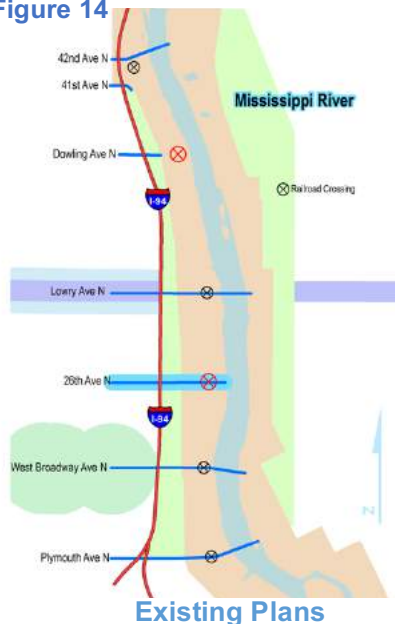 Figure 14
42nd Ave N
41st Ave N
Mississippi River
Dowling Ave N
Railroad Crossing
I-94
Lowry Ave N
26th Ave N
I-94
West Broadway Ave N
N
Plymouth Ave N
Existing Plans